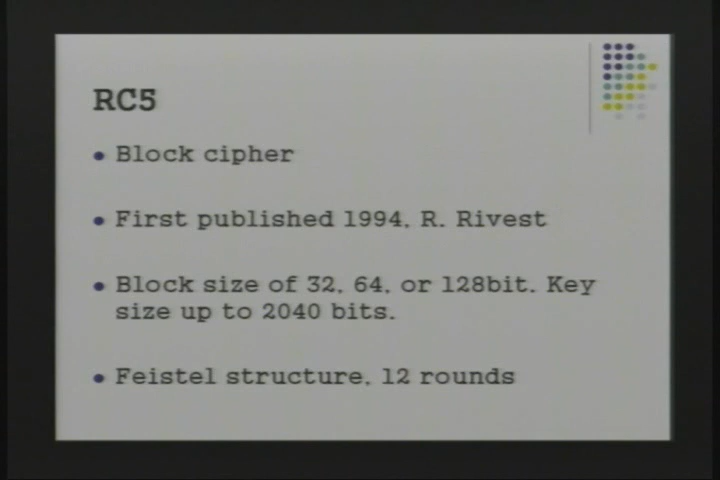 RC5
• Block cipher
• First published 1994, R. Rivest
• Block size of 32, 64, or 128bit. Key
size up to 2040 bits.
• Feistel structure, 12 rounds